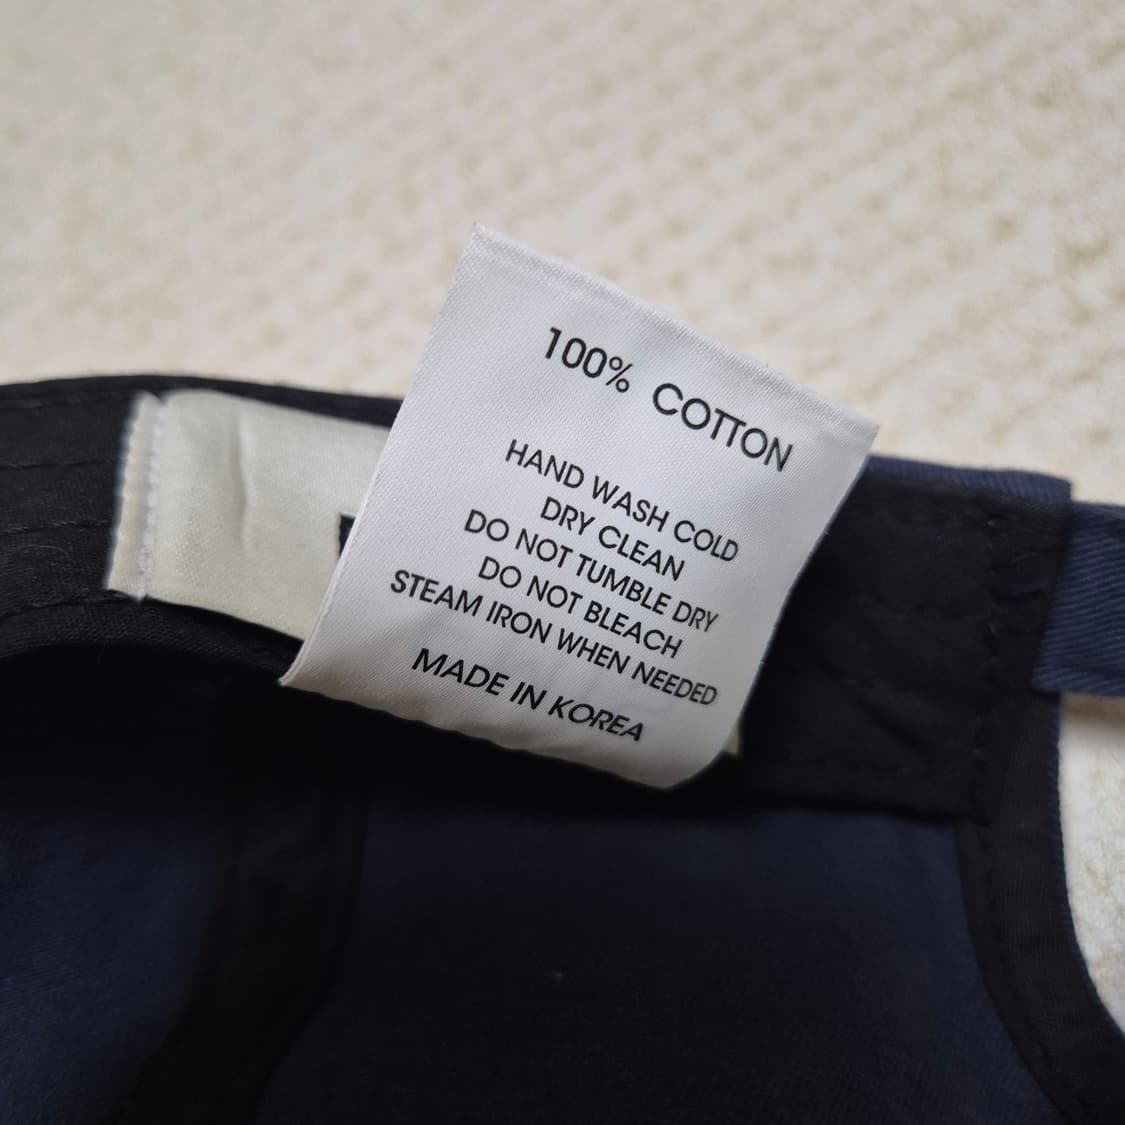 100% COTTON
HAND WASH COLD
DRY CLEAN
DO NOT TUMBLE DRY
DO NOT BLEACH
STEAM IRON WHEN NEEDED
MADE IN KOREA